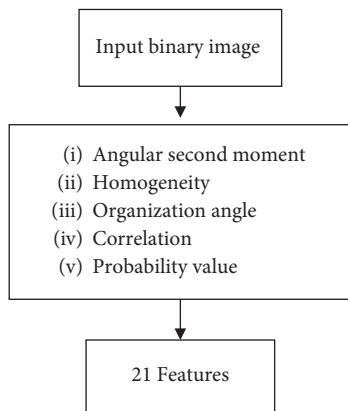 Input binary image
(i) Angular second moment
(ii) Homogeneity
(iii) Organization angle
(iv) Correlation
(v) Probability value
21 Features